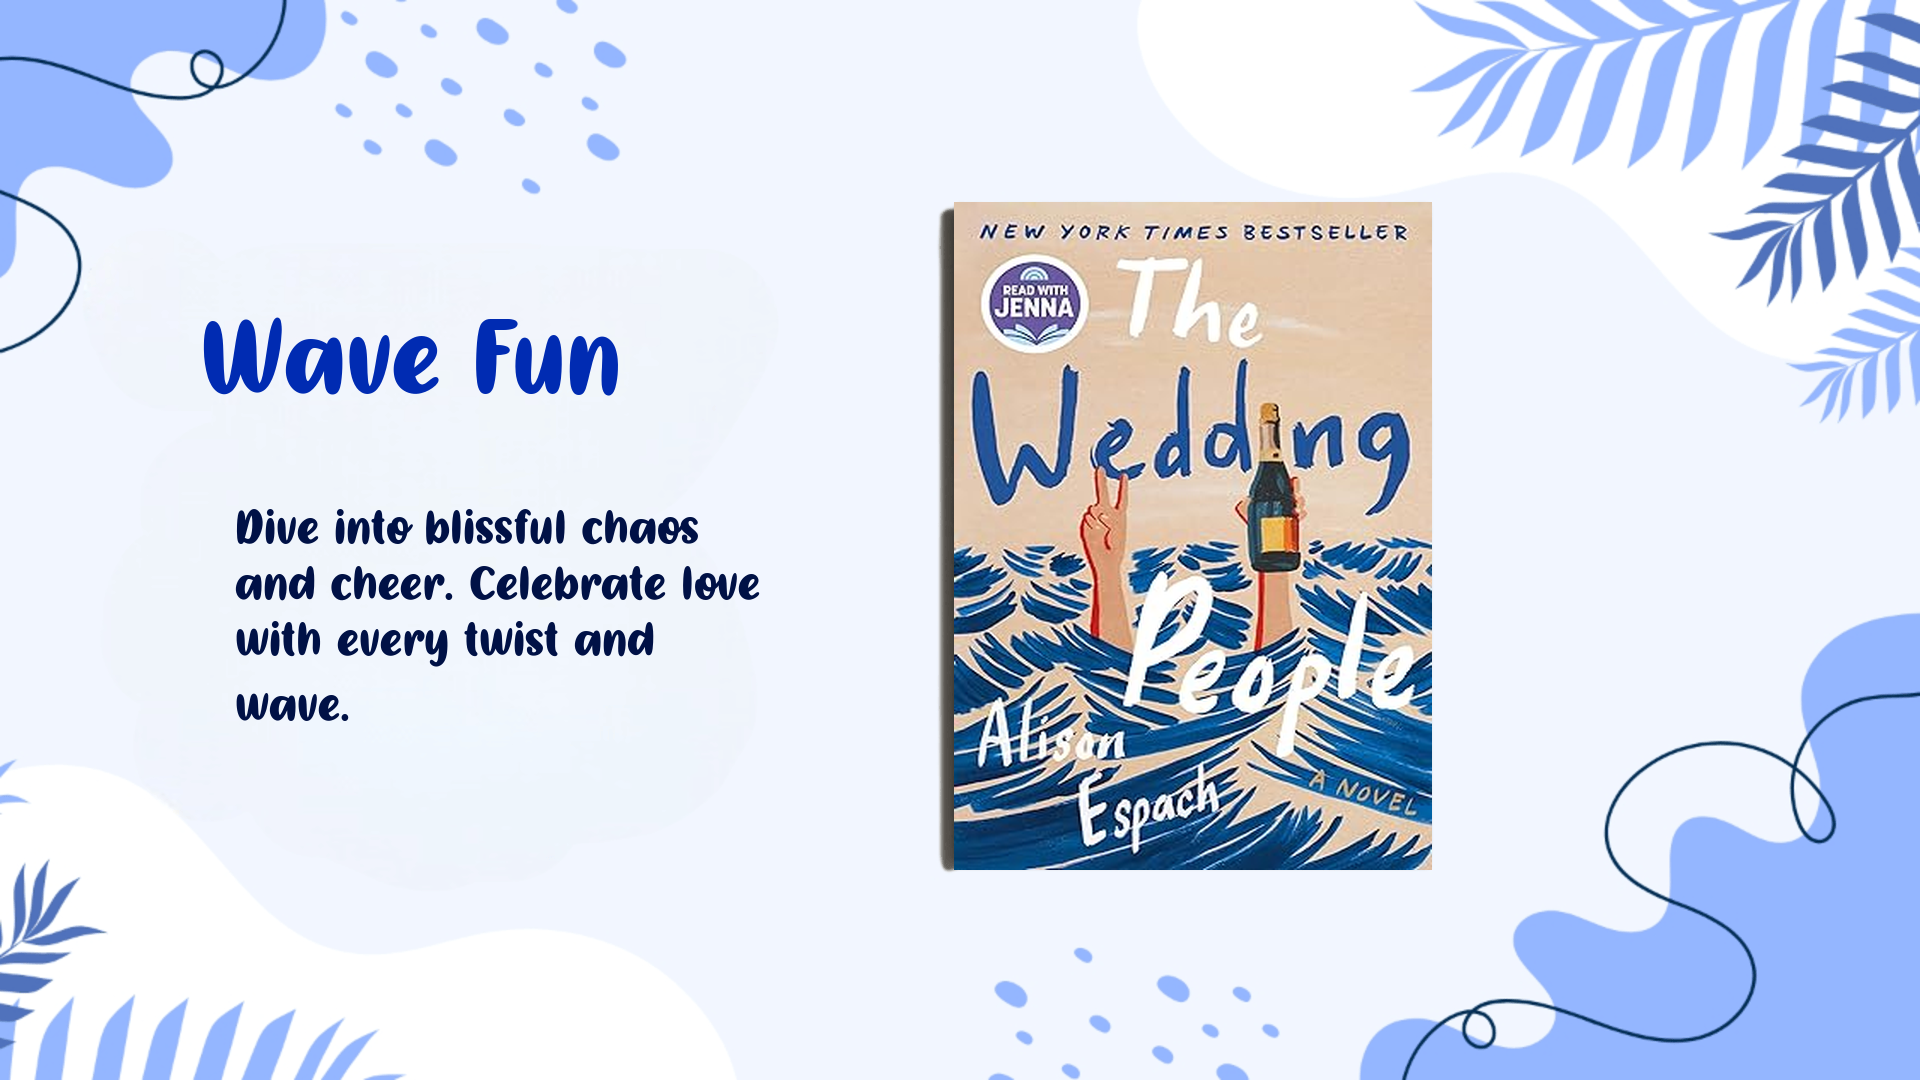 Wave Fun
Dive into blissful chaos
and cheer. Celebrate love
with every twist and
wave.
NEW YORK TIMES BESTSELLER
READ WITH
JENNA
The
Wedding
People
Alison
Espach
A NOVEL